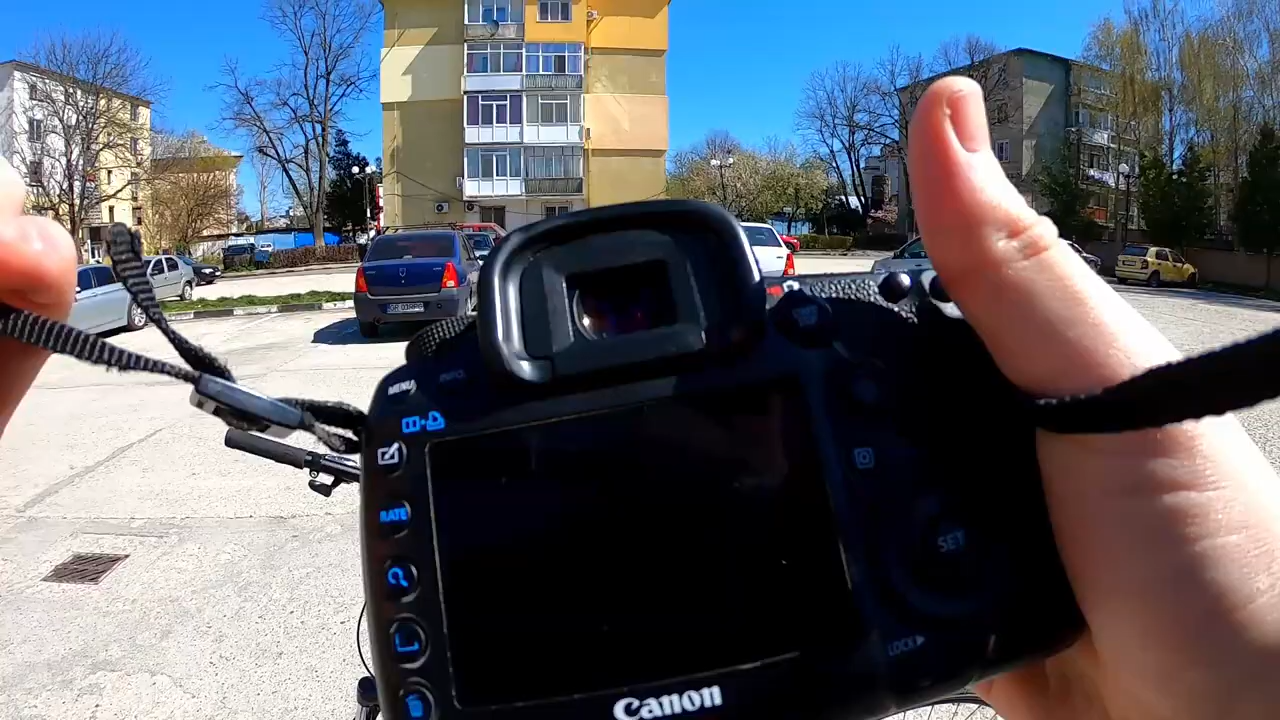 MENU
INFO.
RATE
SET
LOCK▶
Canon